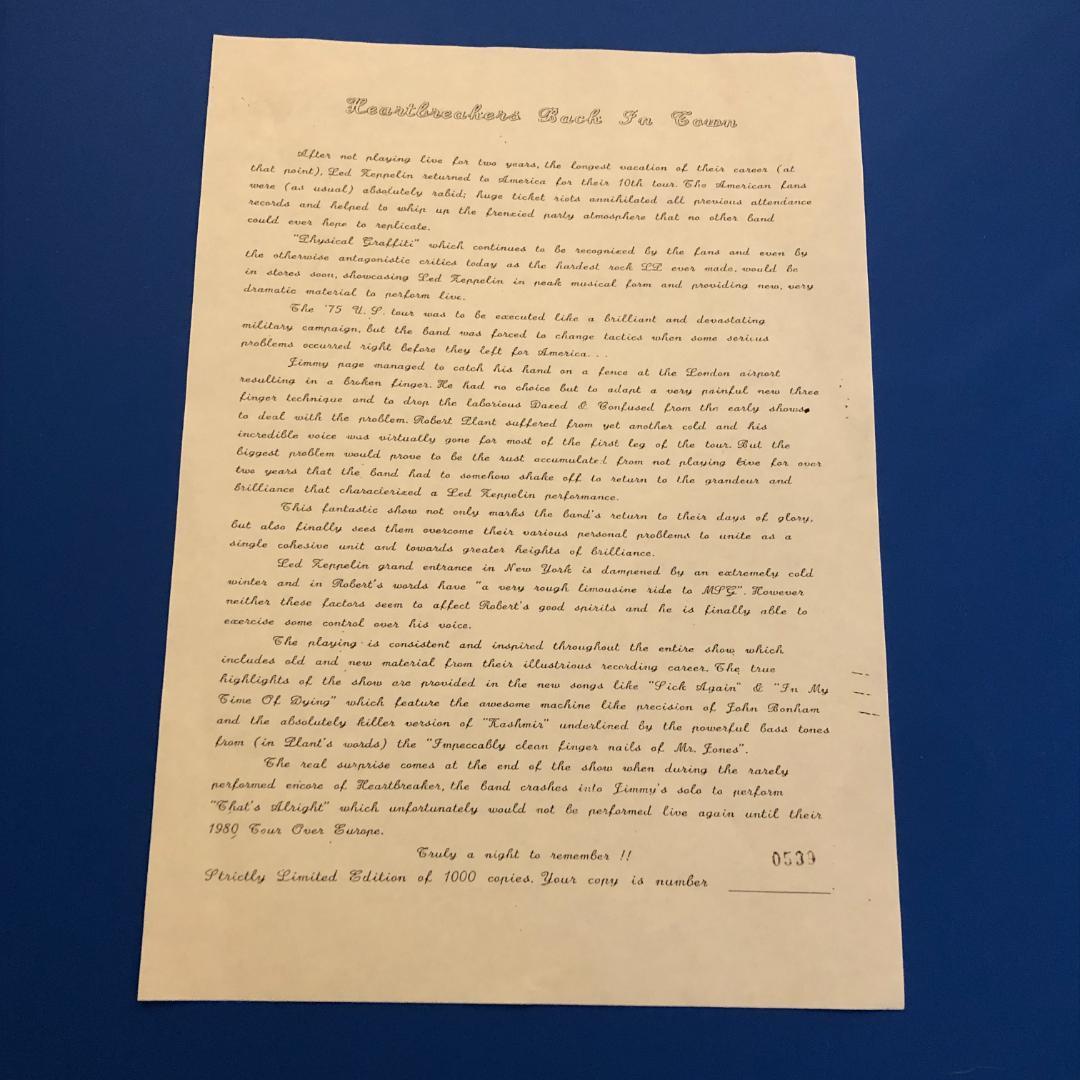 Heartbreakers Back In Town
After not playing live for two years, the longest vacation of their career (at
that point), Led Zeppelin returned to America for their 10th tour. The American fans
were (as usual) absolutely rabid; huge ticket riots annihilated all previous attendance
records and helped to whip up the frenzied party atmosphere that no other band
could ever hope to replicate.
"Physical Graffiti" which continues to be recognized by the fans and even by
the otherwise antagonistic critics today as the hardest rock LP ever made, would be
in stores soon, showcasing Led Zeppelin in peak musical form and providing new, very
dramatic material to perform live.
The '75 U.S. tour was to be executed like a brilliant and devastating
military campaign, but the band was forced to change tactics when some serious
problems occurred right before they left for America. . .
Jimmy page managed to catch his hand on a fence at the London airport
resulting in a broken finger. He had no choice but to adapt a very painful new three
finger technique and to drop the laborious Dazed & Confused from the early shows
to deal with the problem. Robert Plant suffered from yet another cold and his
incredible voice was virtually gone for most of the first leg of the tour. But the
biggest problem would prove to be the rust accumulated from not playing live for over
two years that the band had to somehow shake off to return to the grandeur and
brilliance that characterized a Led Zeppelin performance.
This fantastic show not only marks the band's return to their days of glory,
but also finally sees them overcome their various personal problems to unite as a
single cohesive unit and towards greater heights of brilliance.
Led Zeppelin grand entrance in New York is dampened by an extremely cold
winter and in Robert's words have "a very rough limousine ride to MSG". However
neither these factors seem to affect Robert's good spirits and he is finally able to
exercise some control over his voice.
The playing is consistent and inspired throughout the entire show, which
includes old and new material from their illustrious recording career. The true
highlights of the show are provided in the new songs like "Sick Again" & "In My
Time Of Dying" which feature the awesome machine like precision of John Bonham
and the absolutely killer version of "Kashmir" underlined by the powerful bass tones
from (in Plant's words) the "Impeccably clean finger nails of Mr. Jones".
The real surprise comes at the end of the show when during the rarely
performed encore of Heartbreaker, the band crashes into Jimmy's solo to perform
"That's Alright" which unfortunately would not be performed live again until their
1980 Tour Over Europe.
Truly a night to remember !!
Strictly Limited Edition of 1000 copies. Your copy is number 0539